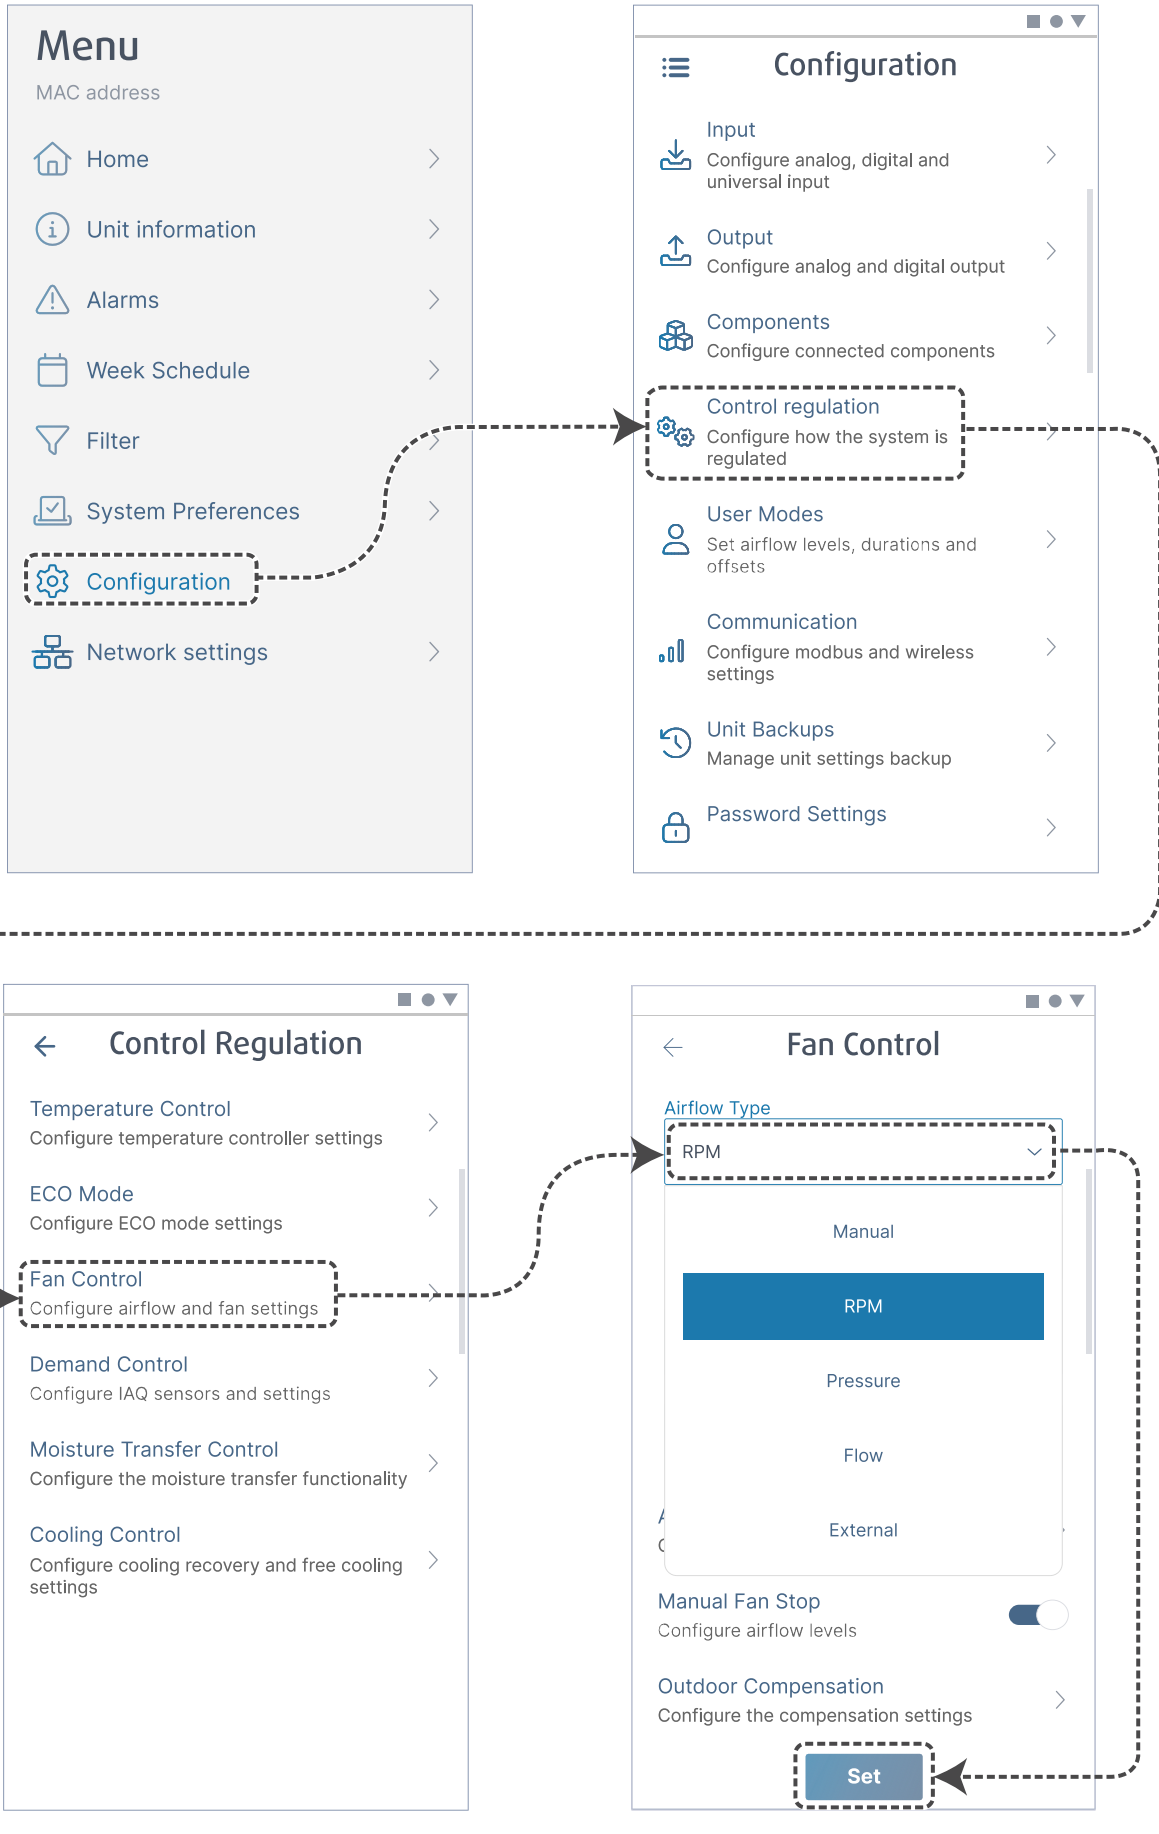 Menu
MAC address
Home
Unit information
Alarms
Week Schedule
Filter
System Preferences
Configuration
Network settings
Configuration
Input
Configure analog, digital and
universal input
Output
Configure analog and digital output
Components
Configure connected components
Control regulation
Configure how the system is
regulated
User Modes
Set airflow levels, durations and
offsets
Communication
Configure modbus and wireless
settings
Unit Backups
Manage unit settings backup
Password Settings
Control Regulation
Temperature Control
Configure temperature controller settings
ECO Mode
Configure ECO mode settings
Fan Control
Configure airflow and fan settings
Demand Control
Configure IAQ sensors and settings
Moisture Transfer Control
Configure the moisture transfer functionality
Cooling Control
Configure cooling recovery and free cooling
settings
Fan Control
Airflow Type
RPM
Manual
RPM
Pressure
Flow
External
Manual Fan Stop
Configure airflow levels
Outdoor Compensation
Configure the compensation settings
Set